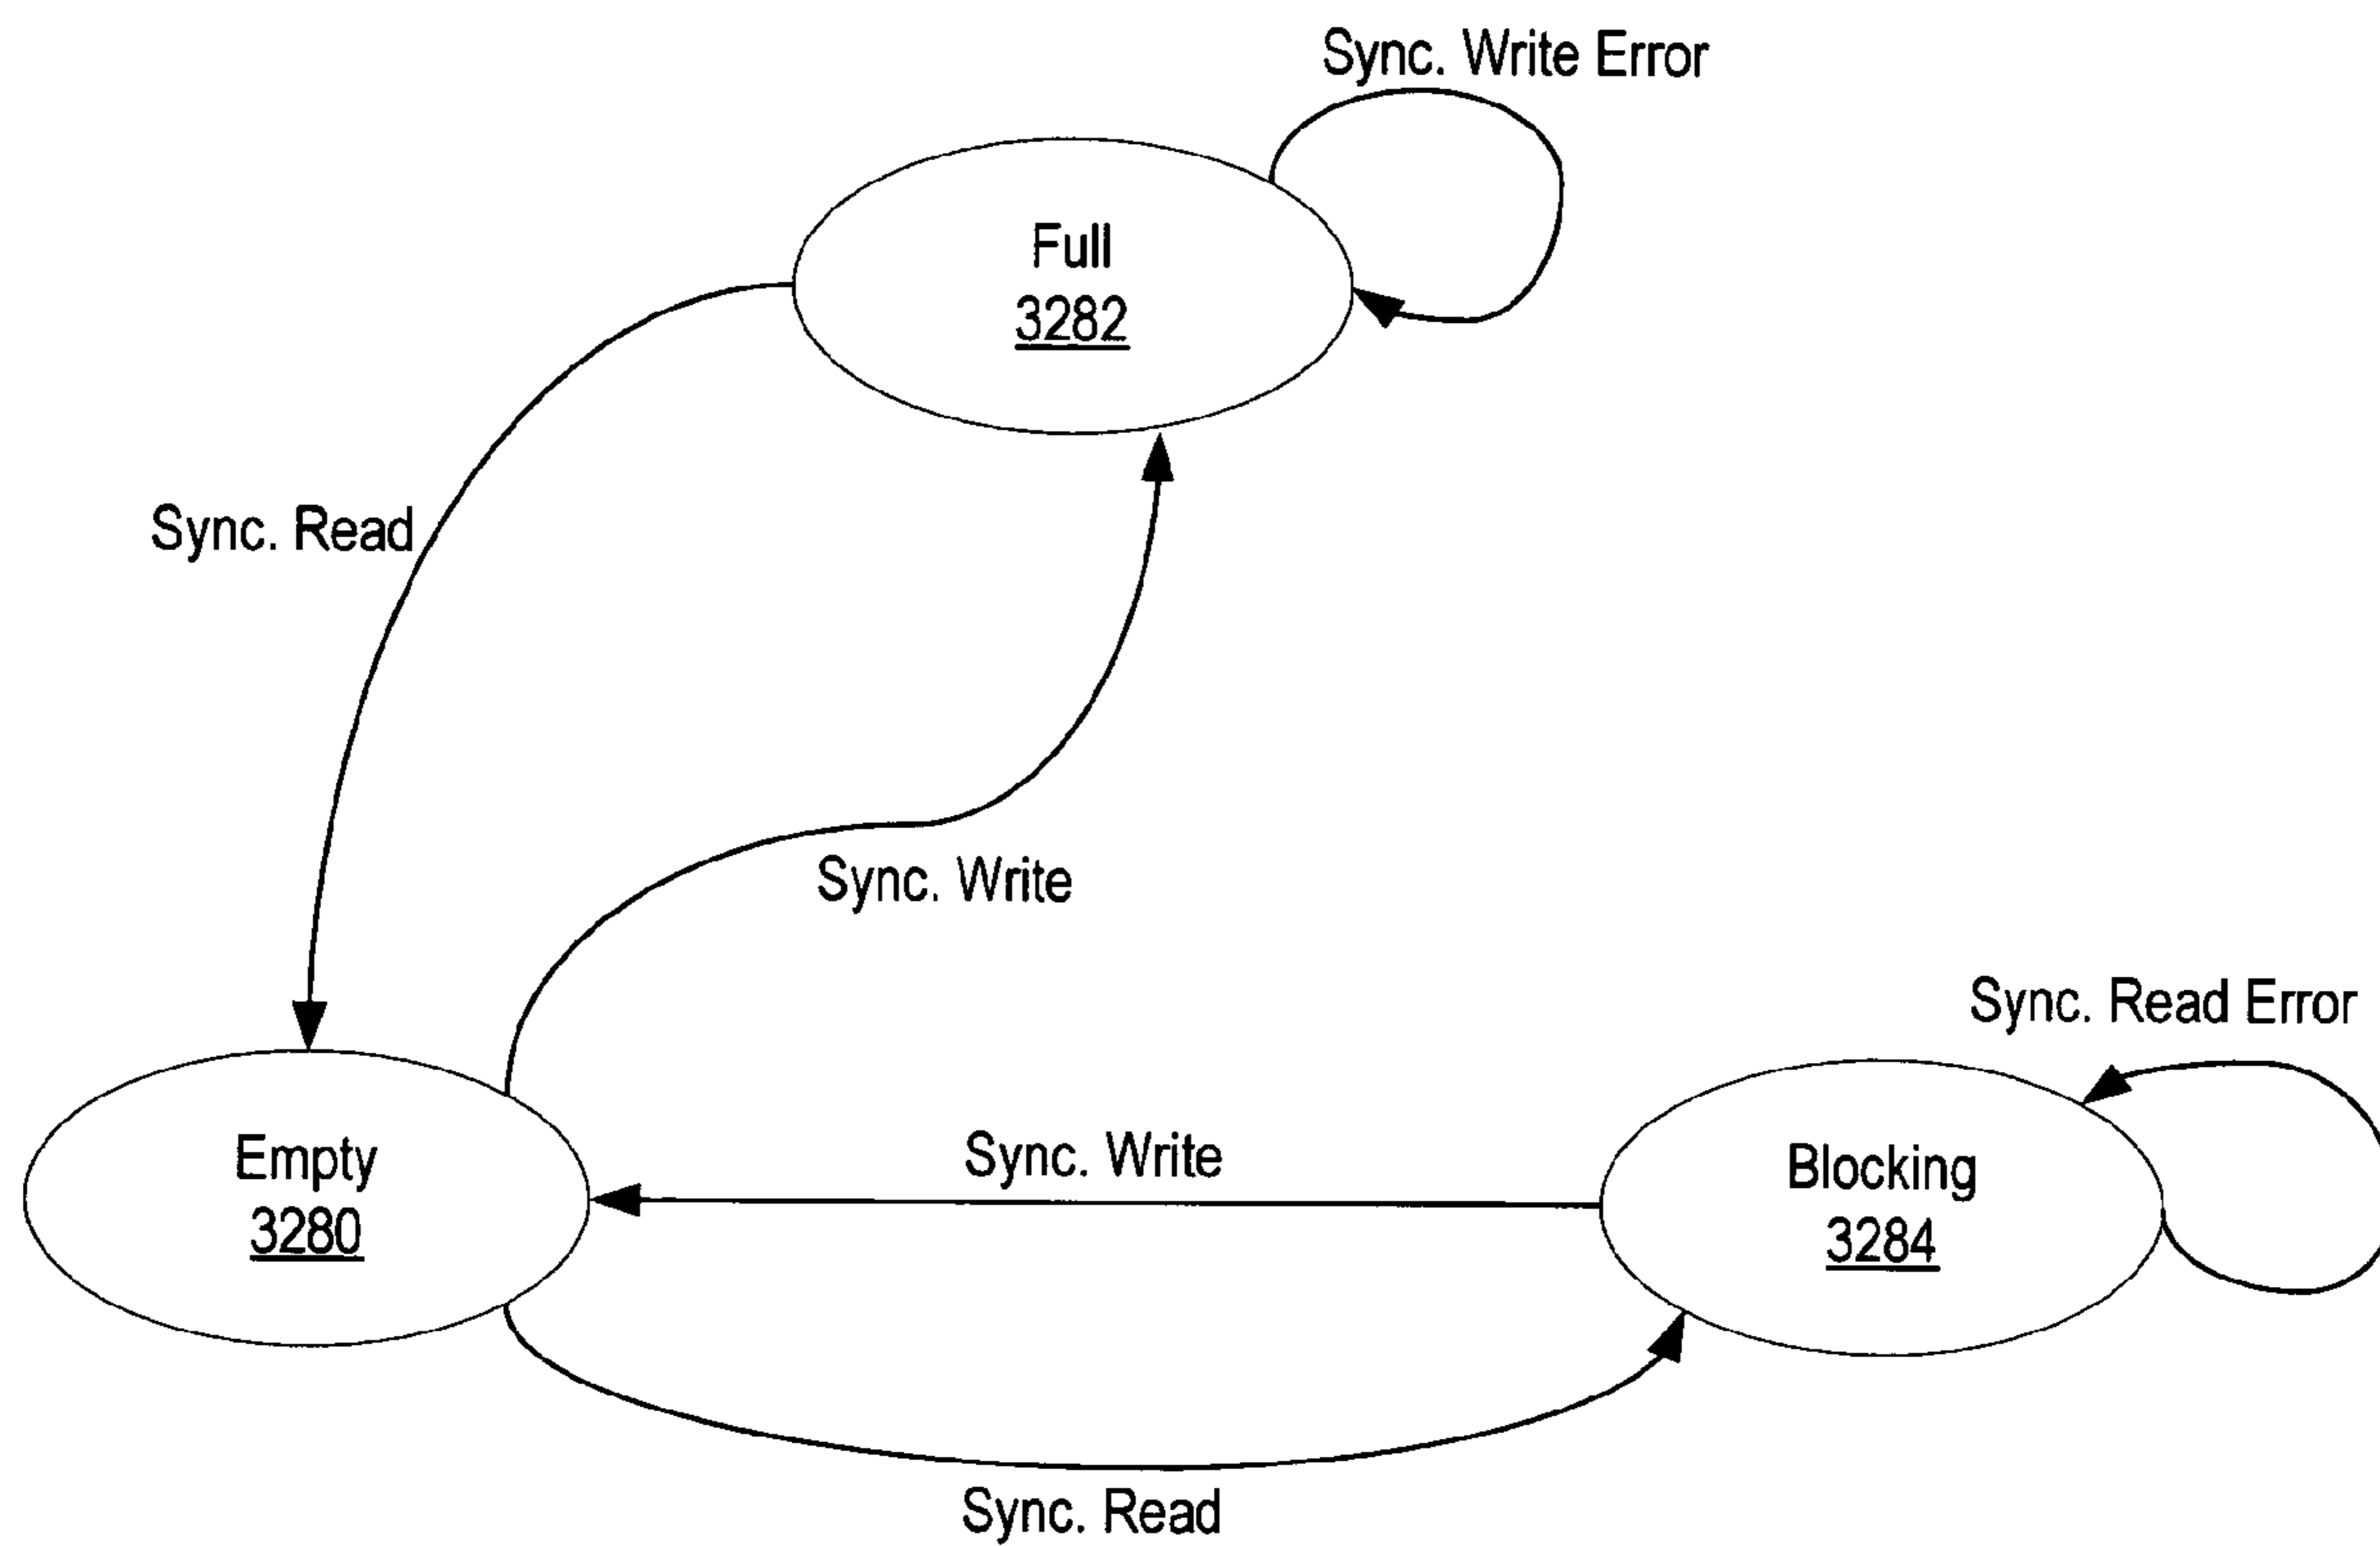 Sync. Write Error
Full
3282
Sync. Read
Sync. Write
Sync. Read Error
Empty
3280
Sync. Write
Blocking
3284
Sync. Read